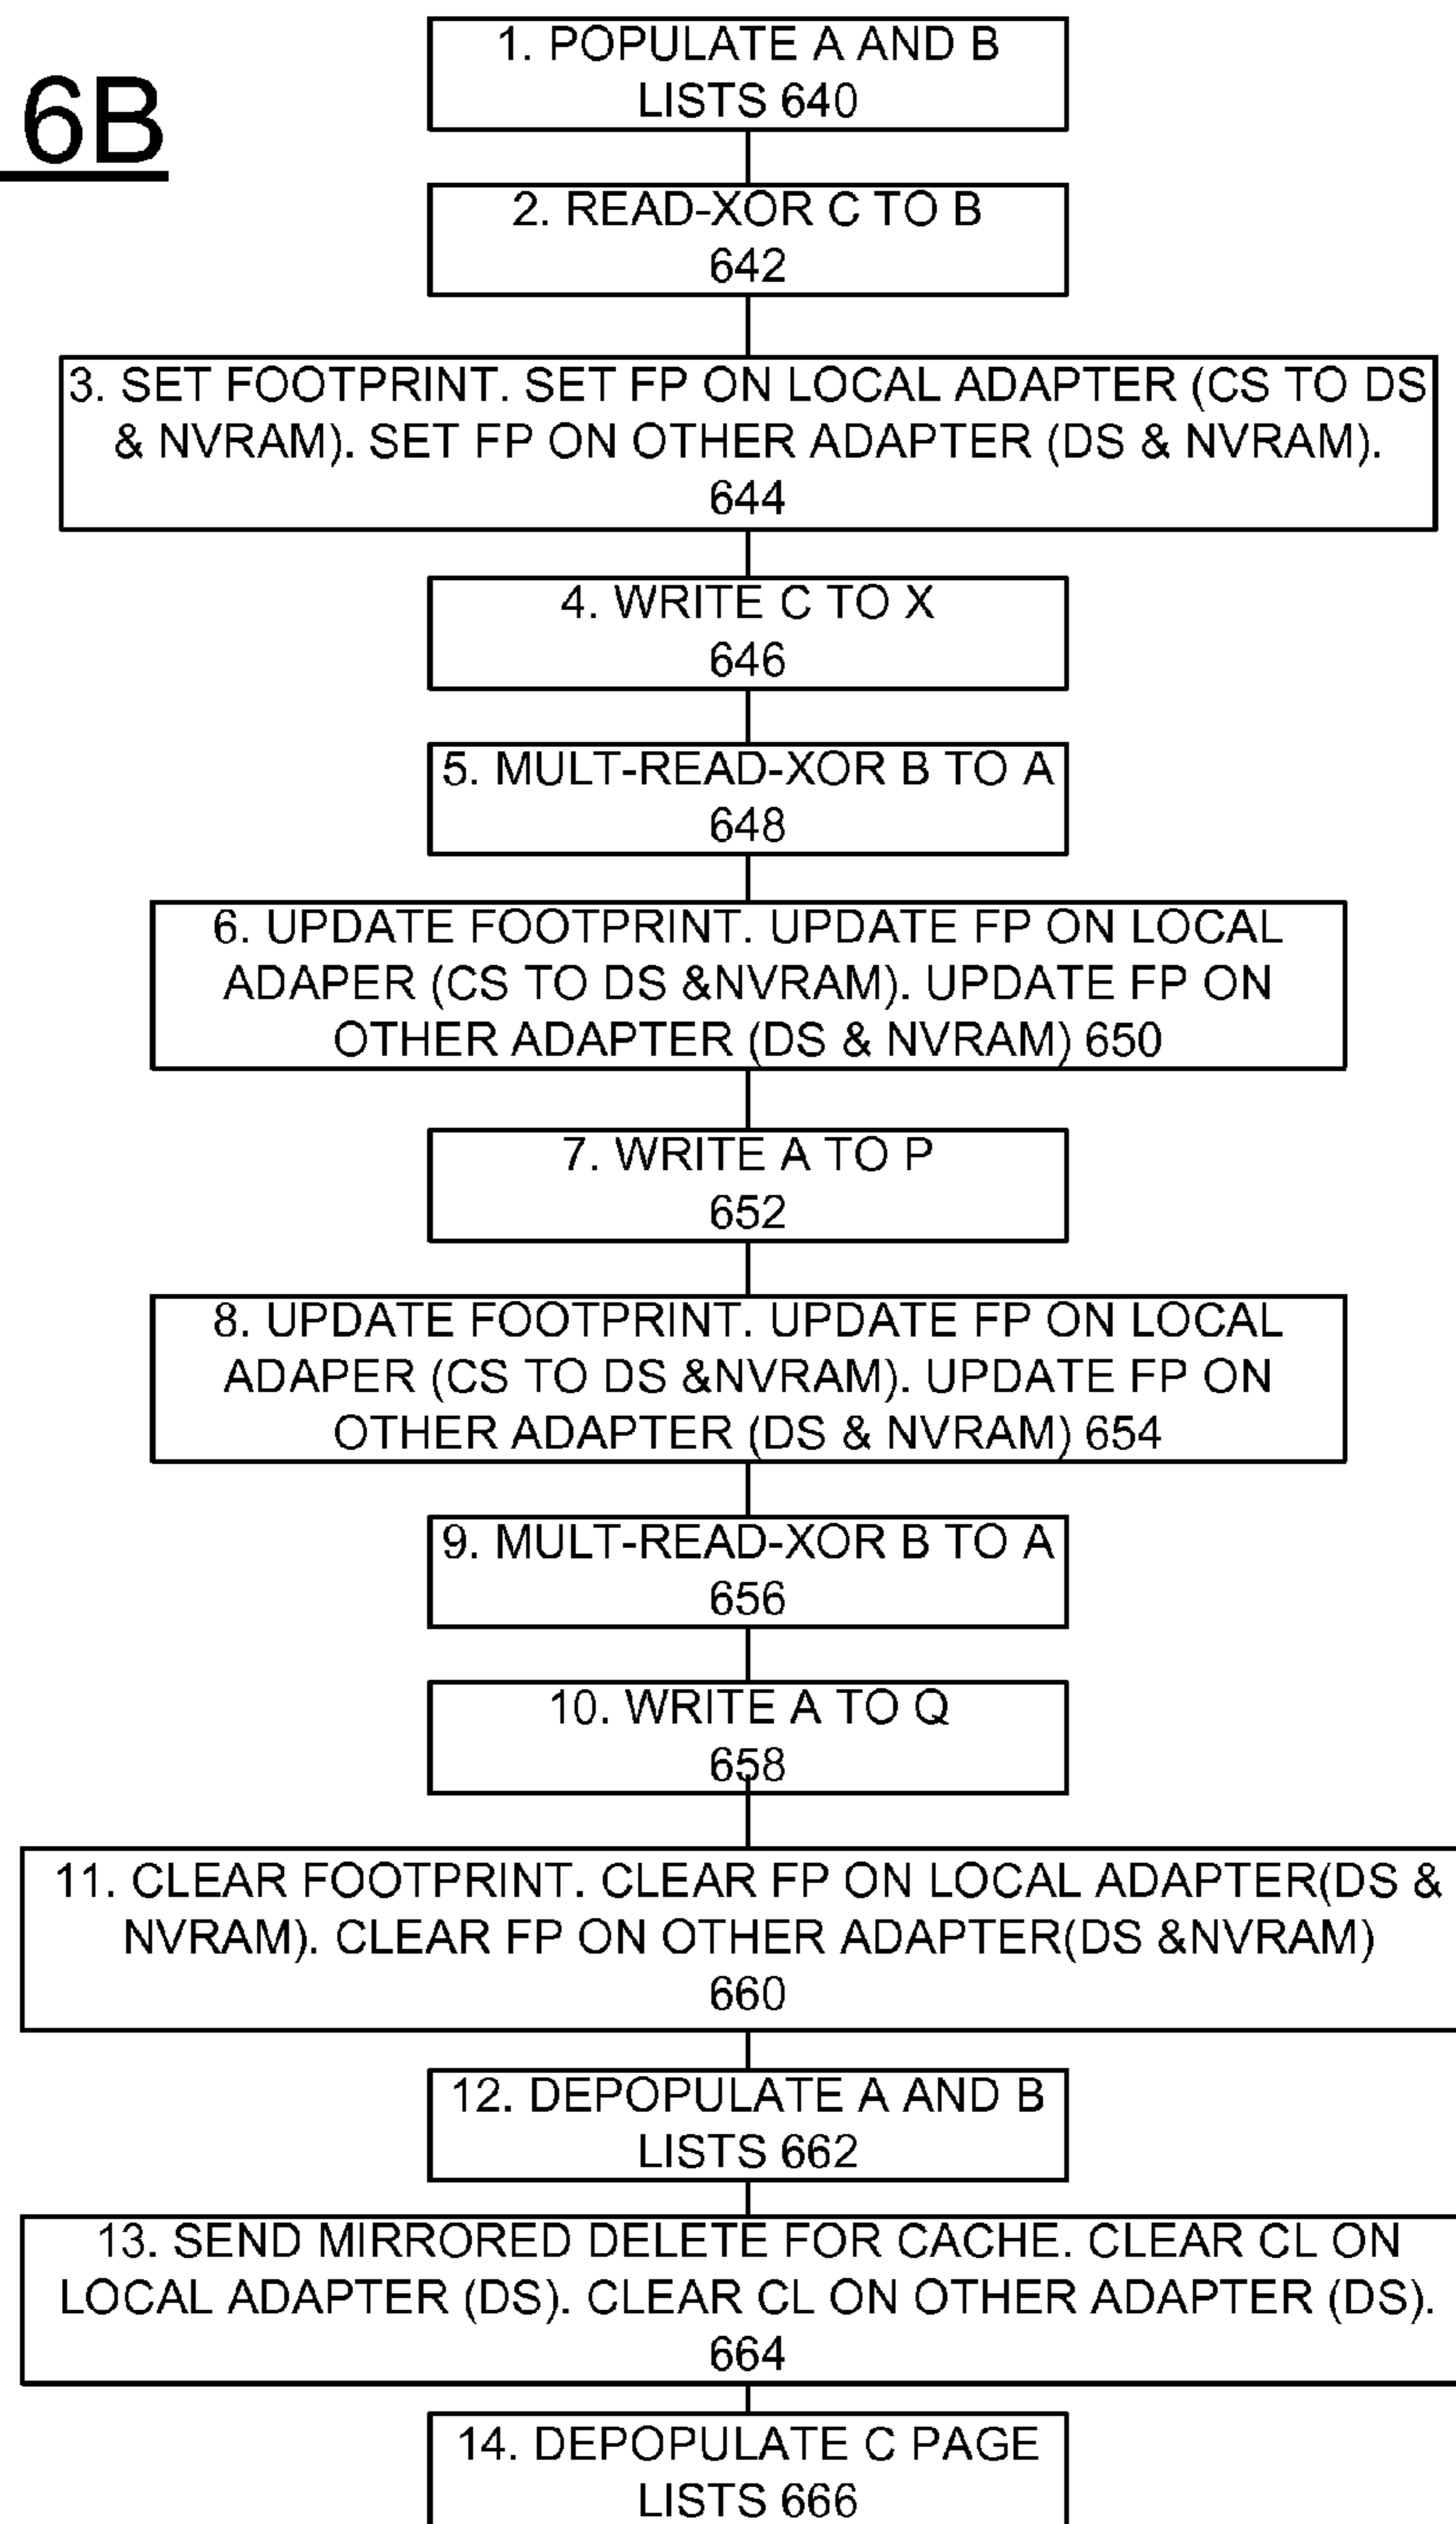 6B
1. POPULATE A AND B
LISTS 640
2. READ-XOR C TO B
642
3. SET FOOTPRINT. SET FP ON LOCAL ADAPTER (CS TO DS
& NVRAM). SET FP ON OTHER ADAPTER (DS & NVRAM).
644
4. WRITE C TO X
646
5. MULT-READ-XOR B TO A
648
6. UPDATE FOOTPRINT. UPDATE FP ON LOCAL
ADAPER (CS TO DS &NVRAM). UPDATE FP ON
OTHER ADAPTER (DS & NVRAM) 650
7. WRITE A TO P
652
8. UPDATE FOOTPRINT. UPDATE FP ON LOCAL
ADAPER (CS TO DS &NVRAM). UPDATE FP ON
OTHER ADAPTER (DS & NVRAM) 654
9. MULT-READ-XOR B TO A
656
10. WRITE A TO Q
658
11. CLEAR FOOTPRINT. CLEAR FP ON LOCAL ADAPTER(DS &
NVRAM). CLEAR FP ON OTHER ADAPTER(DS &NVRAM)
660
12. DEPOPULATE A AND B
LISTS 662
13. SEND MIRRORED DELETE FOR CACHE. CLEAR CL ON
LOCAL ADAPTER (DS). CLEAR CL ON OTHER ADAPTER (DS).
664
14. DEPOPULATE C PAGE
LISTS 666